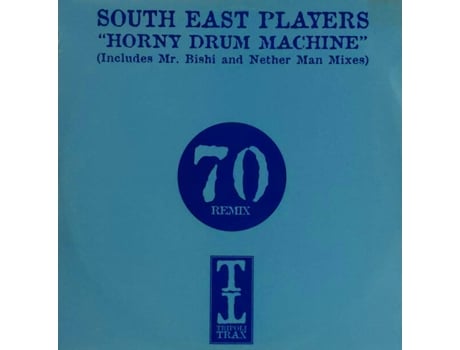 SOUTH EAST PLAYERS
"HORNY DRUM MACHINE"
(Includes Mr. Bishi and Nether Man Mixes)
70
REMIX
TT
TRIPOLI
TRAX